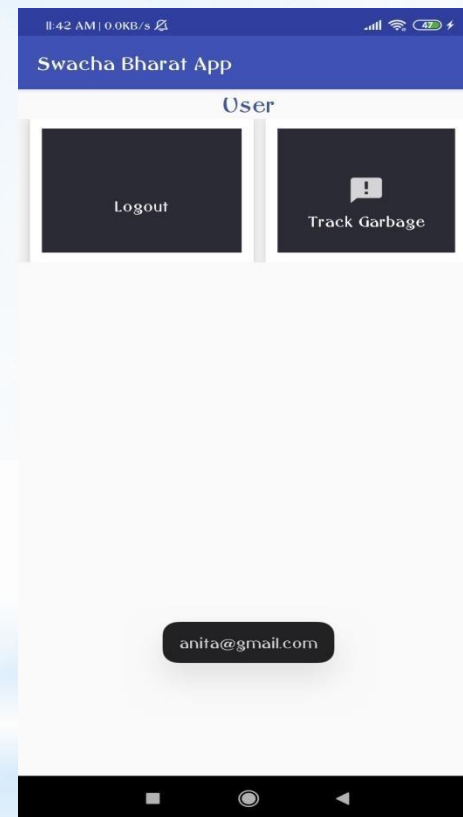 11:42 AM | 0.0KB/s
47
Swacha Bharat App
User
Logout
Track Garbage
anita@gmail.com